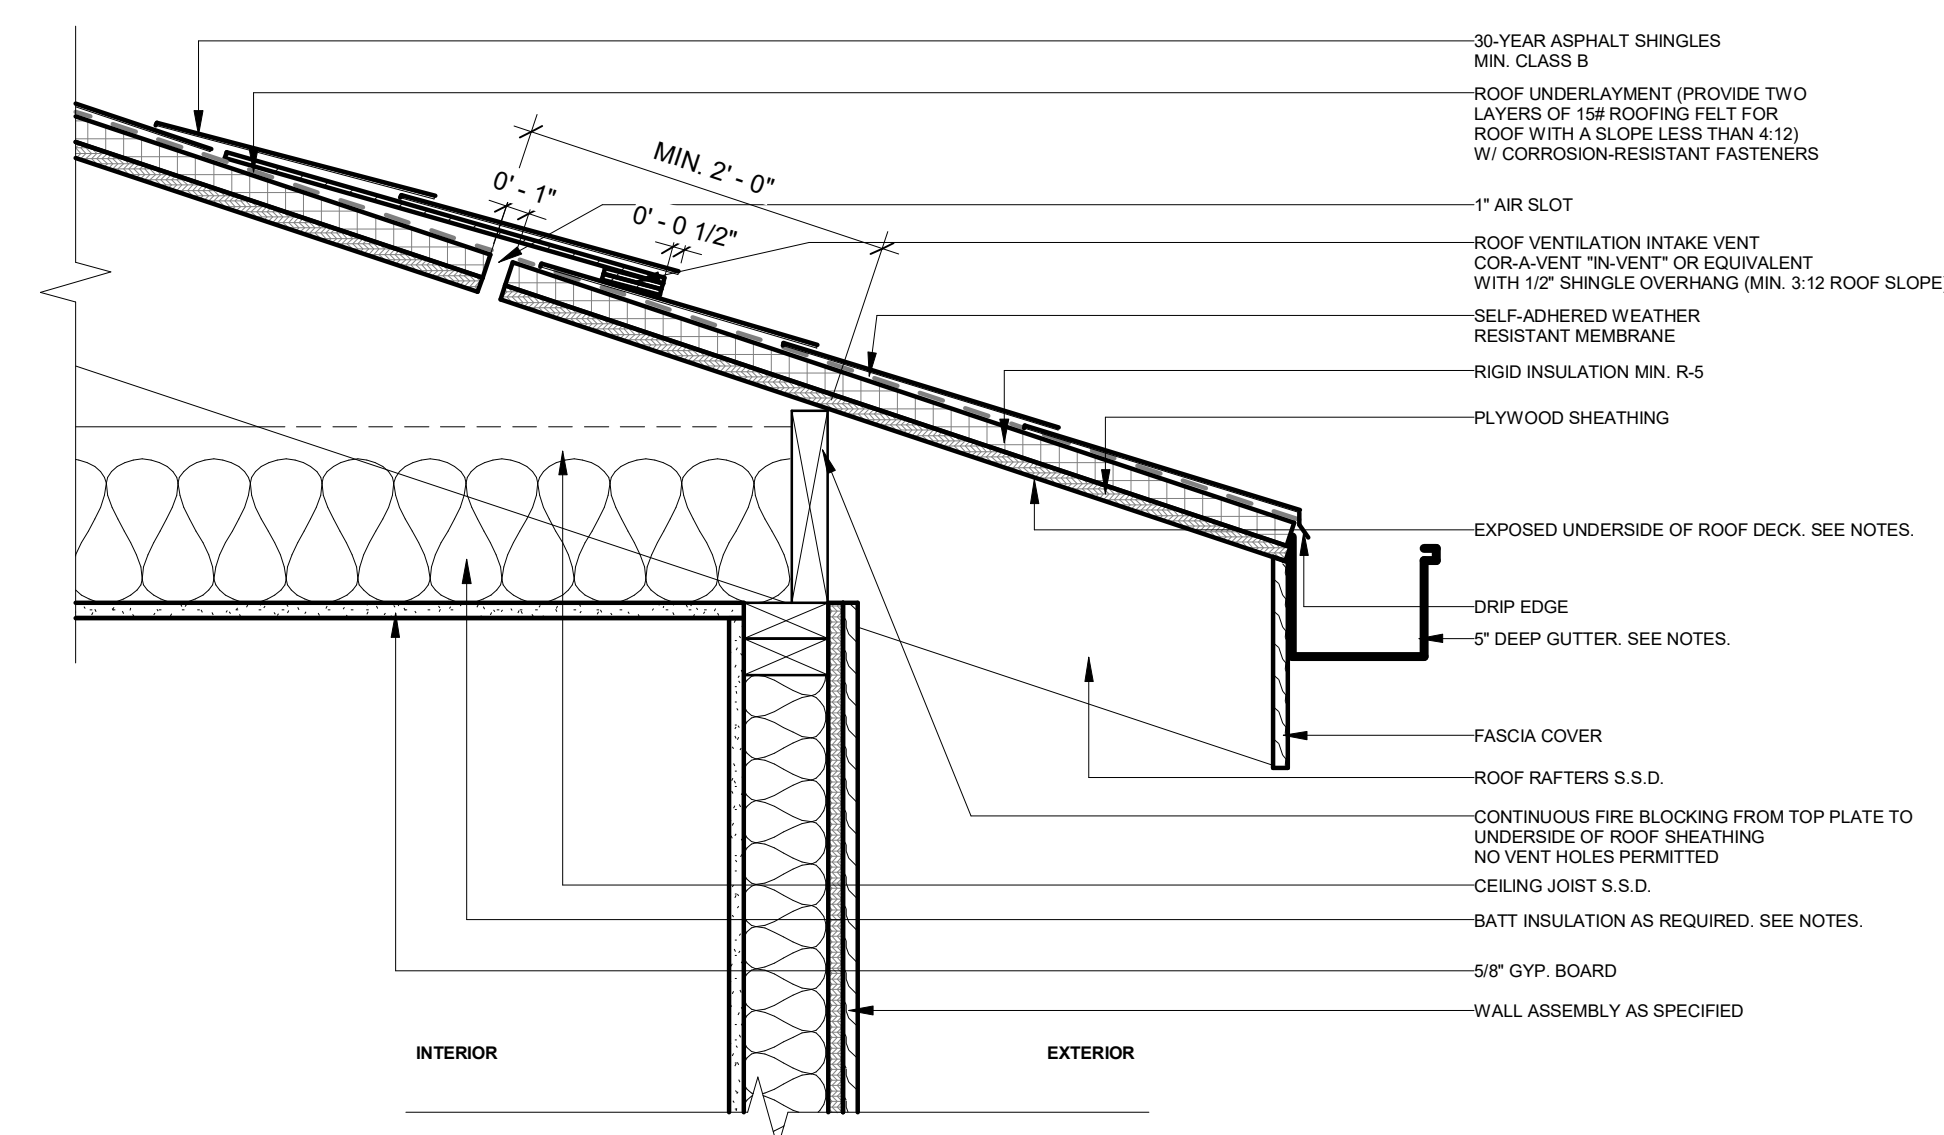 30-YEAR ASPHALT SHINGLES
MIN. CLASS B
ROOF UNDERLAYMENT (PROVIDE TWO
LAYERS OF 15# ROOFING FELT FOR
ROOF WITH A SLOPE LESS THAN 4:12)
W/ CORROSION-RESISTANT FASTENERS
MIN. 2' - 0"
0' - 1"
0' - 0 1/2"
1" AIR SLOT
ROOF VENTILATION INTAKE VENT
COR-A-VENT "IN-VENT" OR EQUIVALENT
WITH 1/2" SHINGLE OVERHANG (MIN. 3:12 ROOF SLOPE)
SELF-ADHERED WEATHER
RESISTANT MEMBRANE
RIGID INSULATION MIN. R-5
PLYWOOD SHEATHING
EXPOSED UNDERSIDE OF ROOF DECK. SEE NOTES.
DRIP EDGE
5" DEEP GUTTER. SEE NOTES.
FASCIA COVER
ROOF RAFTERS S.S.D.
CONTINUOUS FIRE BLOCKING FROM TOP PLATE TO
UNDERSIDE OF ROOF SHEATHING
NO VENT HOLES PERMITTED
CEILING JOIST S.S.D.
BATT INSULATION AS REQUIRED. SEE NOTES.
5/8" GYP. BOARD
WALL ASSEMBLY AS SPECIFIED
INTERIOR
EXTERIOR